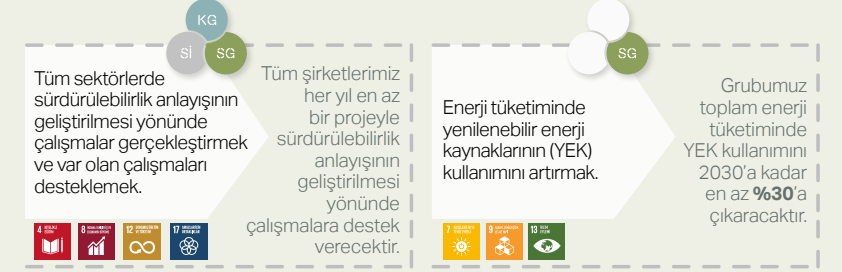 KG
Sİ
SG
Tüm sektörlerde
sürdürülebilirlik anlayışının
geliştirilmesi yönünde
çalışmalar gerçekleştirmek
ve var olan çalışmaları
desteklemek.
4
8
12
17
Tüm şirketlerimiz
her yıl en az
bir projeyle
sürdürülebilirlik
anlayışının
geliştirilmesi
yönünde
çalışmalara destek
verecektir.
SG
Enerji tüketiminde
yenilenebilir enerji
kaynaklarının (YEK)
kullanımını artırmak.
7
9
13
Grubumuz
toplam enerji
tüketiminde
YEK kullanımını
2030'a kadar
en az %30'a
çıkaracaktır.